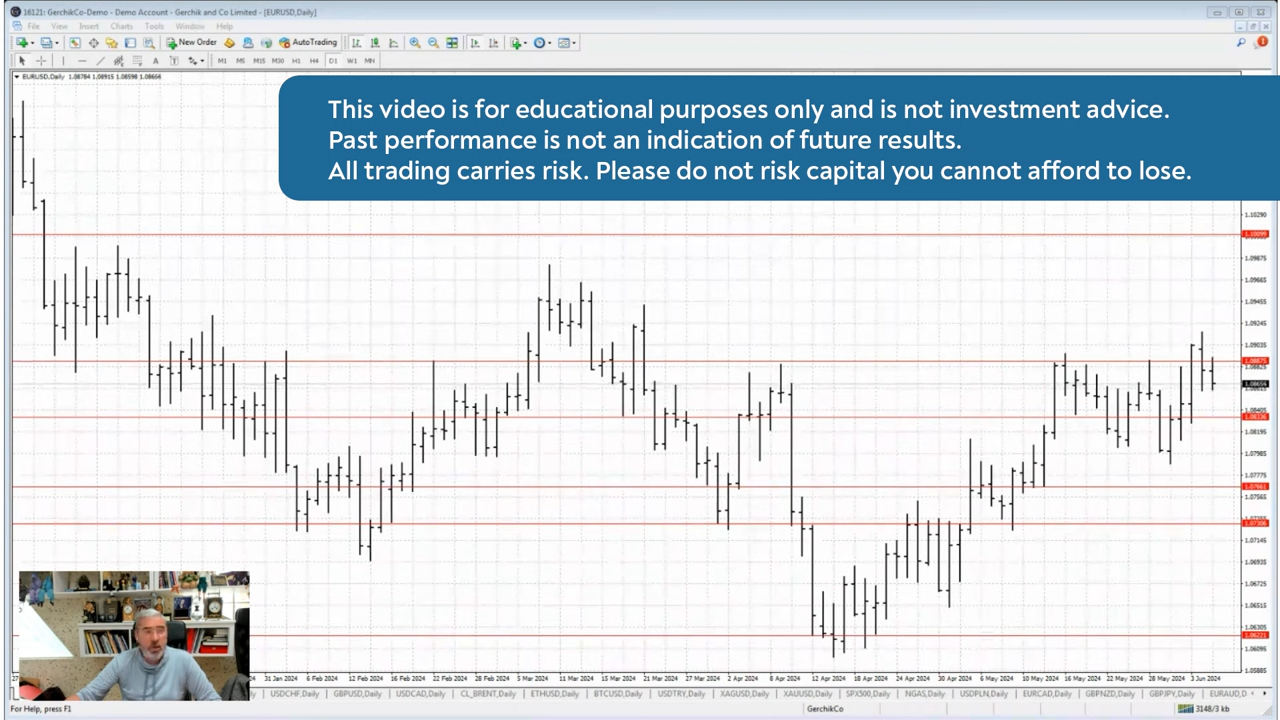 16121: GerchikCo-Demo - Demo Account - Gerchik and Co Limited - [EURUSD,Daily]
File View Insert Charts Tools Window Help
New Order AutoTrading
M1 M5 M15 M30 H1 H4 D1 W1 MN
EURUSD,Daily 1.08784 1.08915 1.08598 1.08656
This video is for educational purposes only and is not investment advice.
Past performance is not an indication of future results.
All trading carries risk. Please do not risk capital you cannot afford to lose.
1.10290
1.09875
1.09665
1.09455
1.09245
1.09035
1.08875
1.08825
1.08656
1.08405
1.08336
1.08195
1.07985
1.07775
1.07661
1.07565
1.07306
1.07145
1.06935
1.06725
1.06515
1.06305
1.06221
1.06095
1.05885
31 Jan 2024 6 Feb 2024 12 Feb 2024 16 Feb 2024 22 Feb 2024 28 Feb 2024 5 Mar 2024 11 Mar 2024 15 Mar 2024 21 Mar 2024 27 Mar 2024 2 Apr 2024 8 Apr 2024 12 Apr 2024 18 Apr 2024 24 Apr 2024 30 Apr 2024 6 May 2024 10 May 2024 16 May 2024 22 May 2024 28 May 2024 3 Jun 2024
USDCHF,Daily GBPUSD,Daily USDCAD,Daily CL_BRENT,Daily ETHUSD,Daily BTCUSD,Daily USDTRY,Daily XAGUSD,Daily XAUUSD,Daily SPX500,Daily NGAS,Daily USDPLN,Daily EURCAD,Daily GBPNZD,Daily GBPJPY,Daily EURAUD,D
For Help, press F1 GerchikCo 3148/3 kb